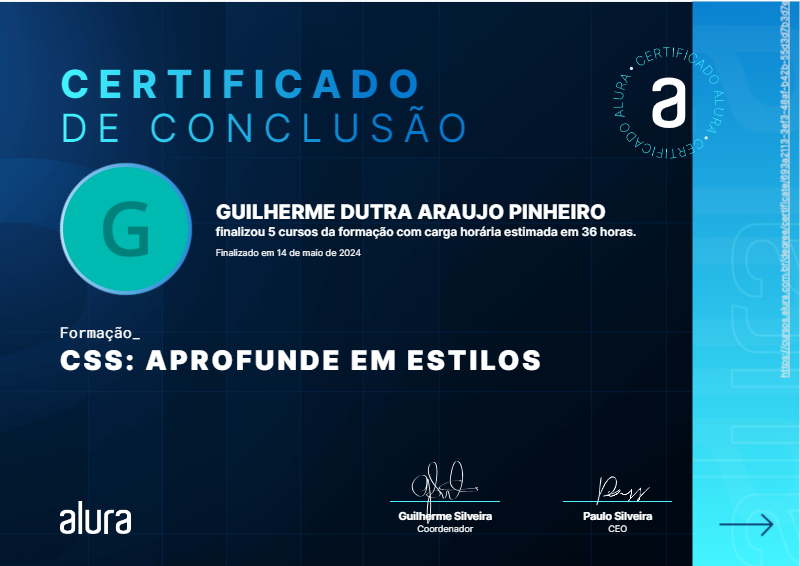 CERTIFICADO
DE CONCLUSÃO
CERTIFICADO ALURA • CERTIFICADO ALURA •
a
G
GUILHERME DUTRA ARAUJO PINHEIRO
finalizou 5 cursos da formação com carga horária estimada em 36 horas.
Finalizado em 14 de maio de 2024
Formação_
CSS: APROFUNDE EM ESTILOS
alura
Guilherme Silveira
Coordenador
Paulo Silveira
CEO
alura